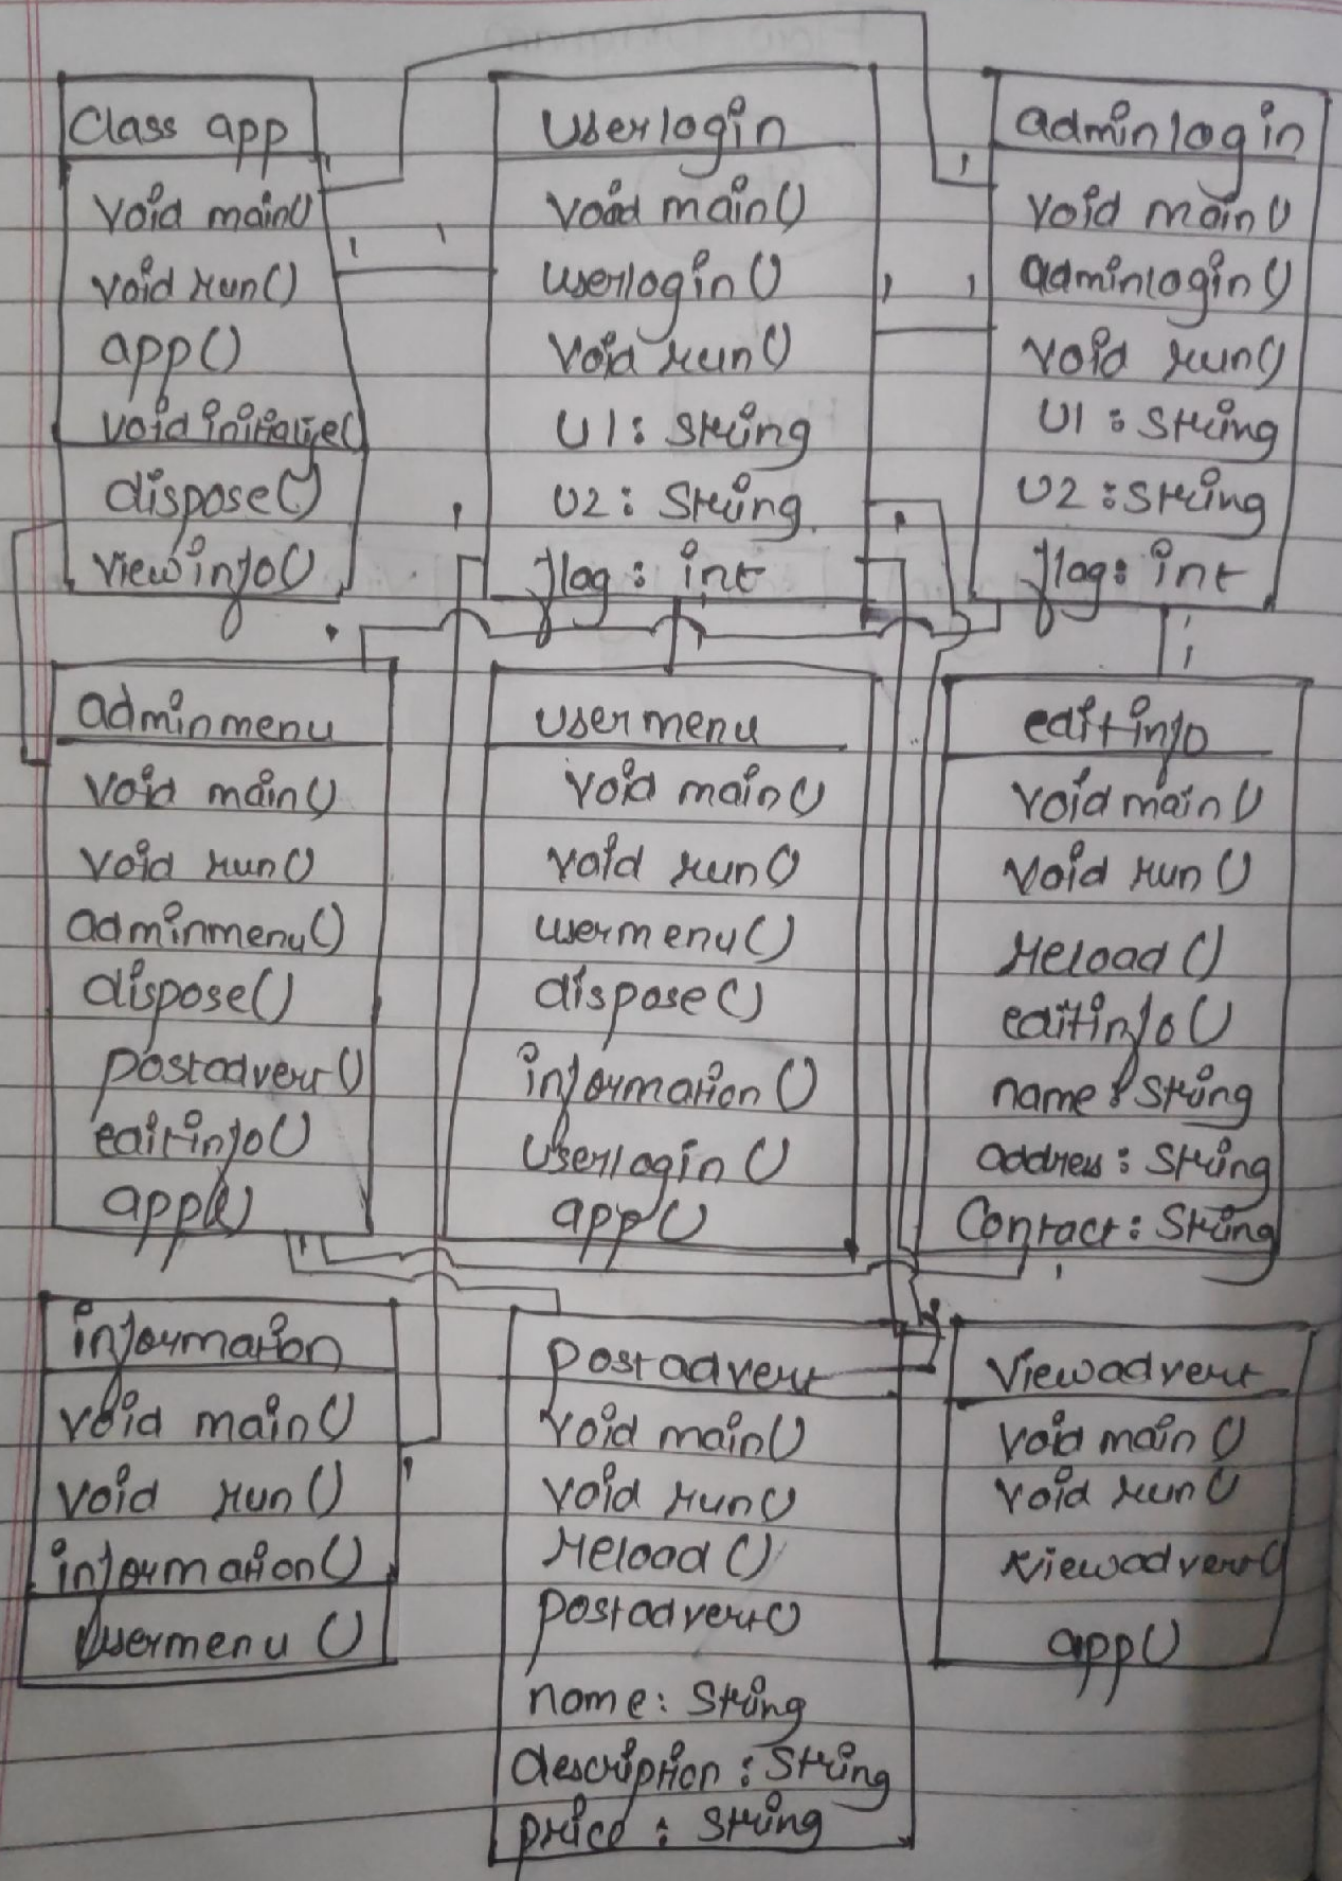 Class app
void main()
void run()
app()
void initialize()
dispose()
viewinfo()
Userlogin
void main()
userlogin()
void run()
U1: String
U2: String
flag: int
adminlogin
void main()
adminlogin()
void run()
U1: String
U2: String
flag: int
adminmenu
void main()
void run()
adminmenu()
dispose()
postadvert()
editinfo()
app()
usermenu
void main()
void run()
usermenu()
dispose()
information()
userlogin()
app()
editinfo
void main()
void run()
reload()
editinfo()
name: String
address: String
Contact: String
information
void main()
void run()
information()
usermenu()
Postadvert
void main()
void run()
reload()
postadvert()
name: String
description: String
price: String
Viewadvert
void main()
void run()
viewadvert()
app()